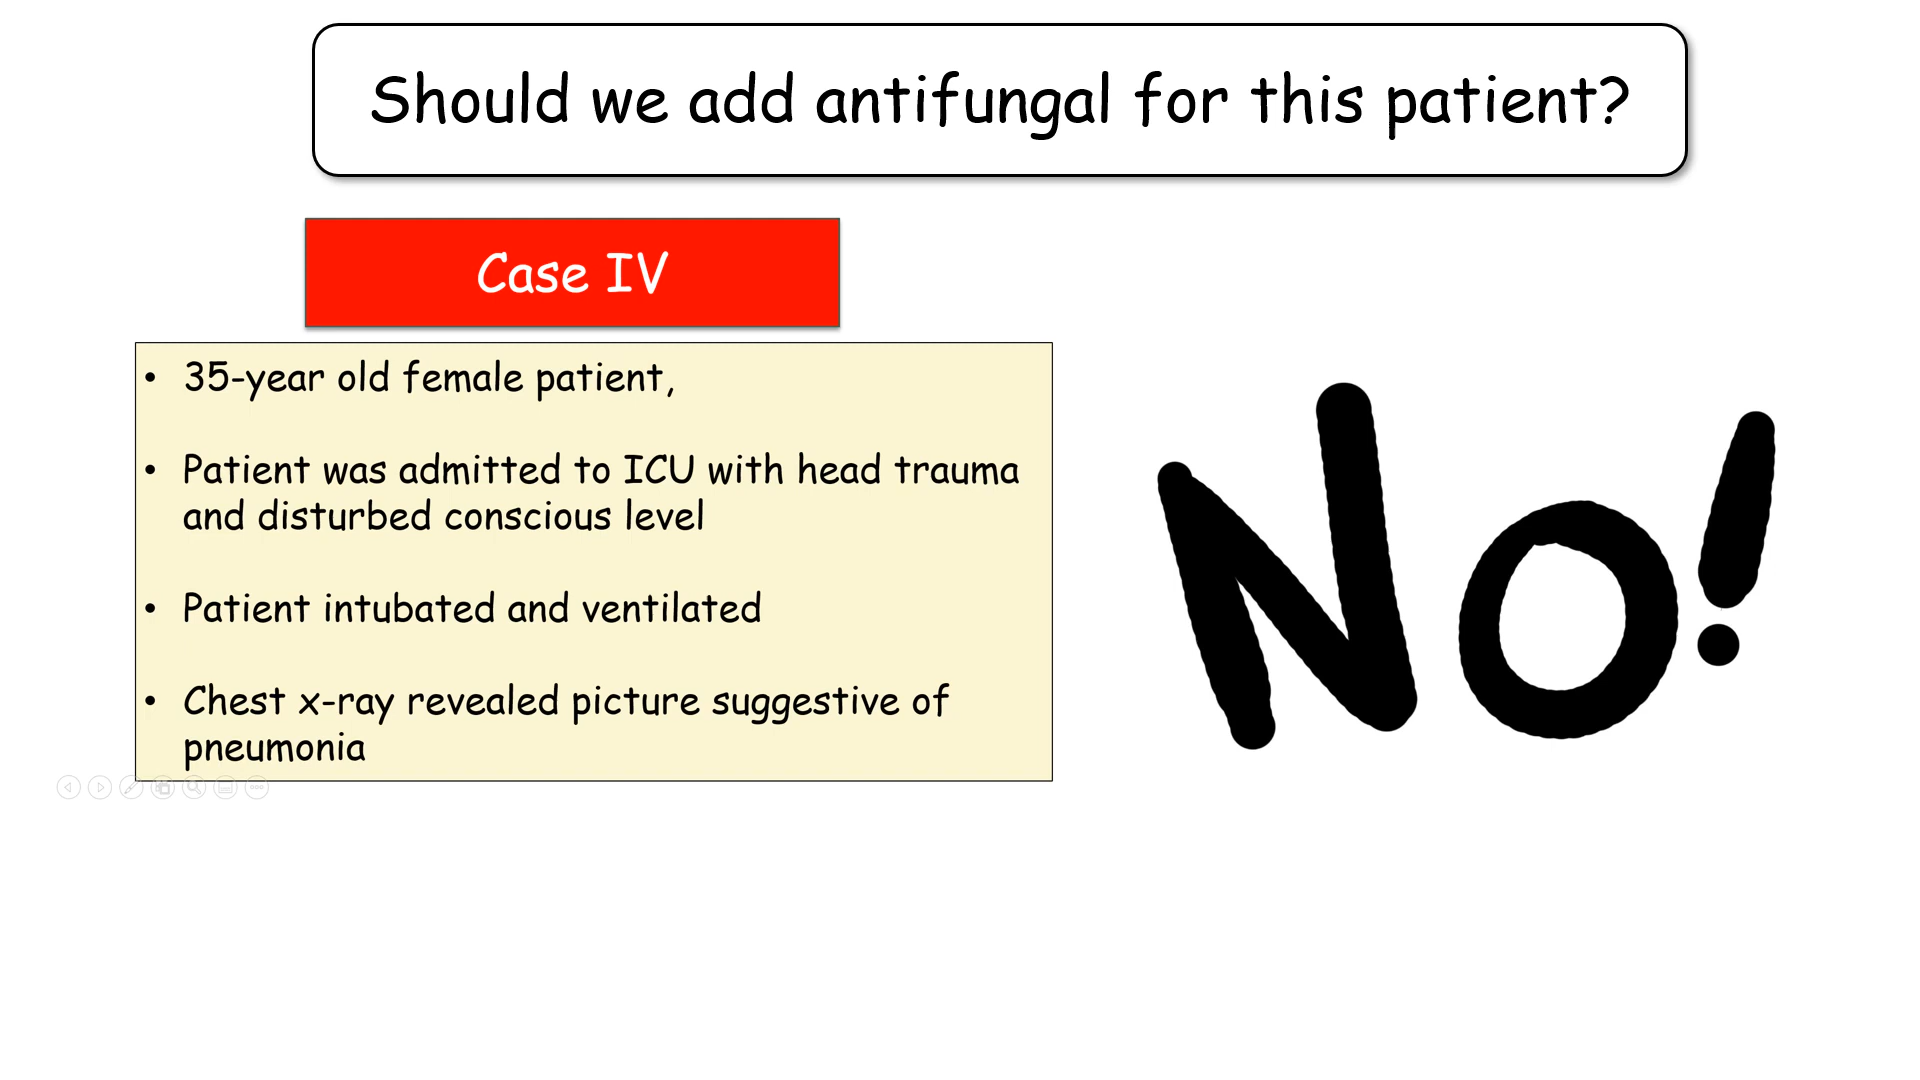 Should we add antifungal for this patient?
Case IV
• 35-year old female patient,
• Patient was admitted to ICU with head trauma
and disturbed conscious level
• Patient intubated and ventilated
• Chest x-ray revealed picture suggestive of
pneumonia
No!